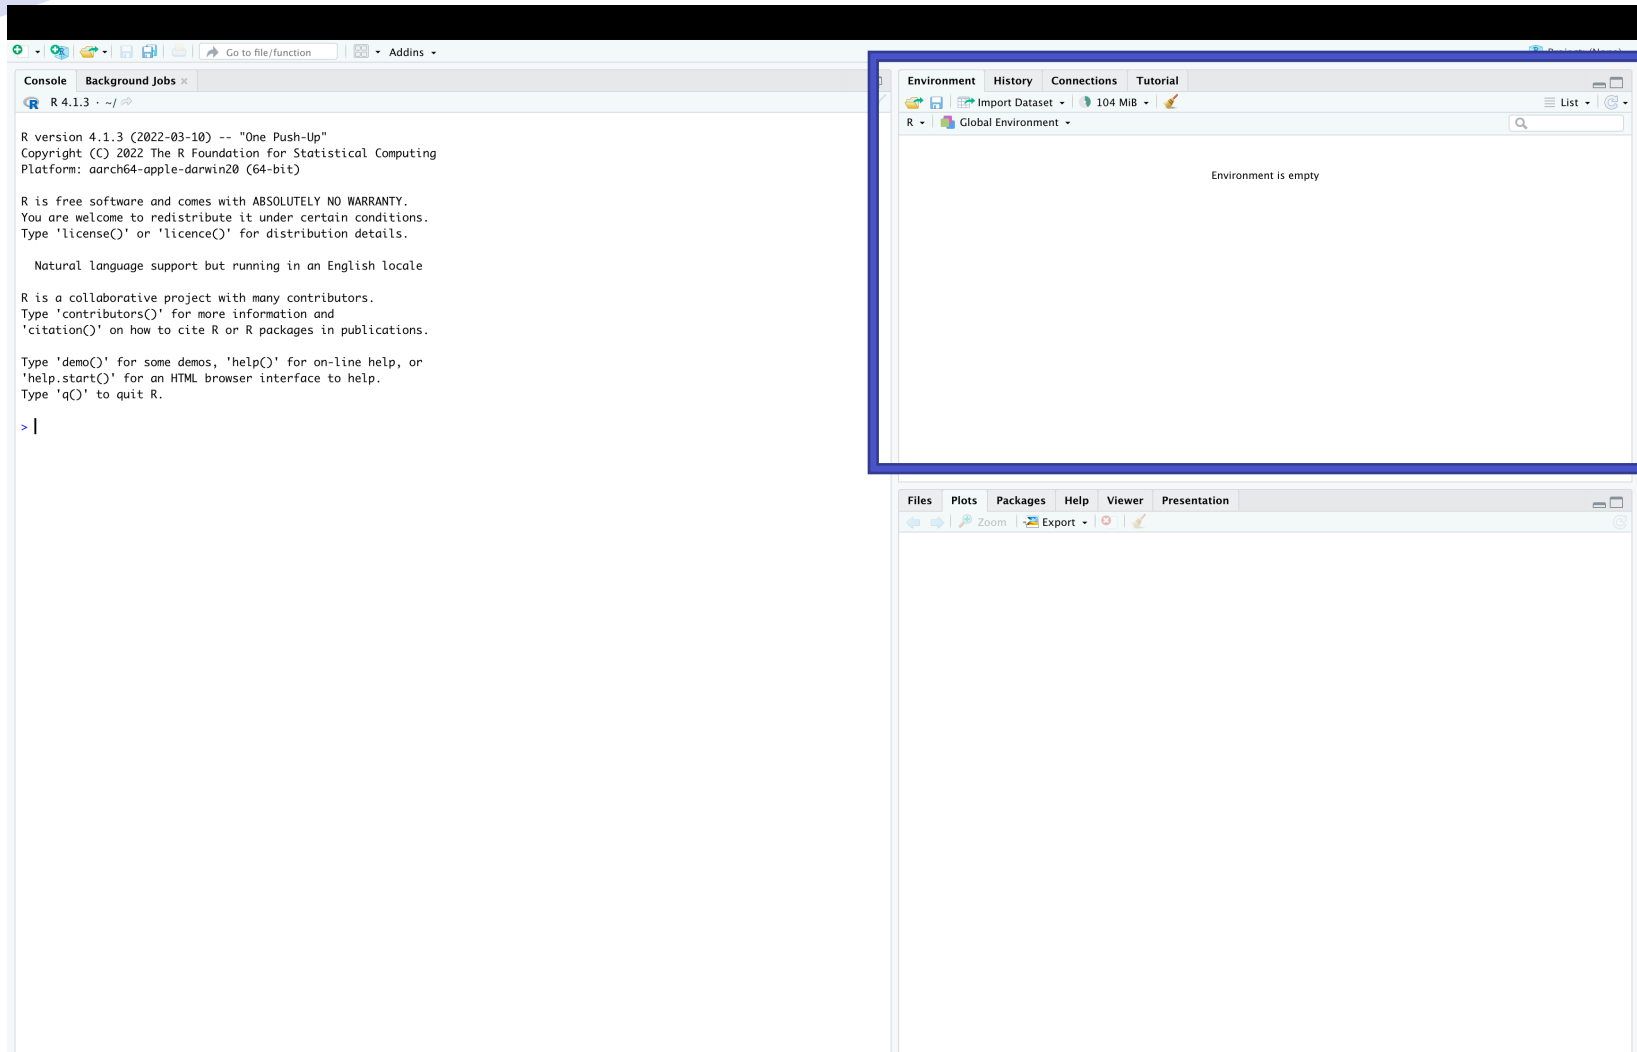 Go to file/function Addins
Console Background Jobs
R 4.1.3 · ~/
R version 4.1.3 (2022-03-10) -- "One Push-Up"
Copyright (C) 2022 The R Foundation for Statistical Computing
Platform: aarch64-apple-darwin20 (64-bit)
R is free software and comes with ABSOLUTELY NO WARRANTY.
You are welcome to redistribute it under certain conditions.
Type 'license()' or 'licence()' for distribution details.
Natural language support but running in an English locale
R is a collaborative project with many contributors.
Type 'contributors()' for more information and
'citation()' on how to cite R or R packages in publications.
Type 'demo()' for some demos, 'help()' for on-line help, or
'help.start()' for an HTML browser interface to help.
Type 'q()' to quit R.
>
Environment History Connections Tutorial
Import Dataset 104 MiB List
R Global Environment
Environment is empty
Files Plots Packages Help Viewer Presentation
Zoom Export